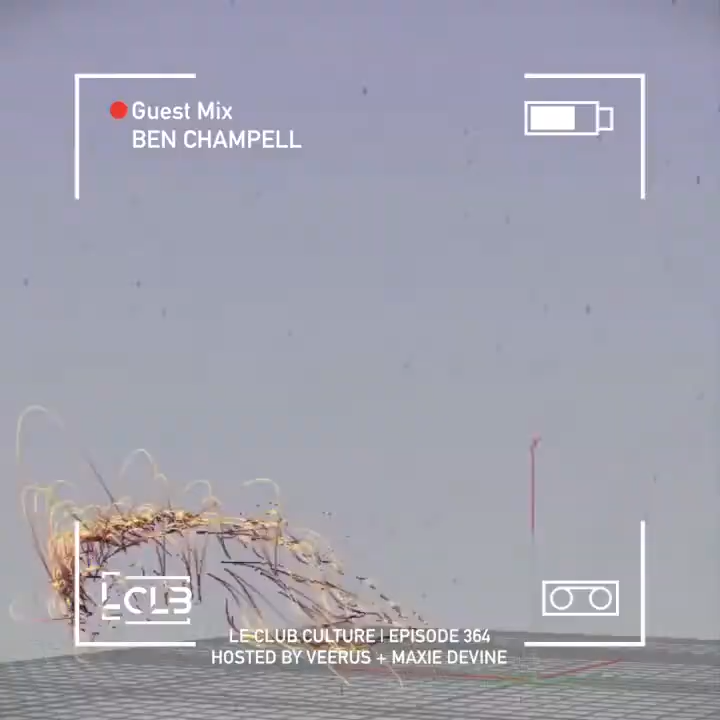 Guest Mix
BEN CHAMPELL
LCLB
LE CLUB CULTURE | EPISODE 364
HOSTED BY VEERUS + MAXIE DEVINE